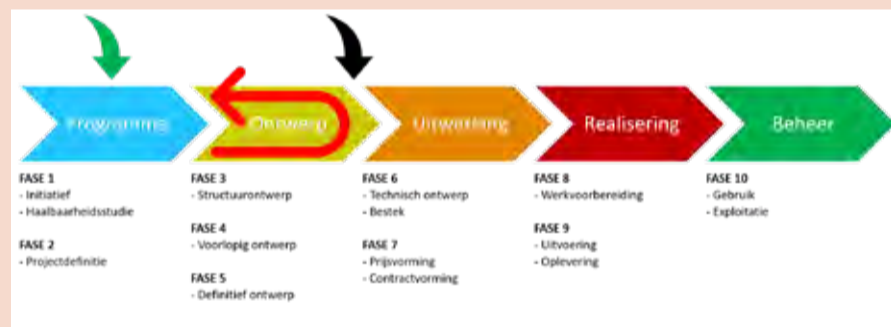 Programma
Ontwerp
Uitwerking
Realisering
Beheer
FASE 1
- Initiatief
- Haalbaarheidsstudie
FASE 2
- Projectdefinitie
FASE 3
- Structuurontwerp
FASE 4
- Voorlopig ontwerp
FASE 5
- Definitief ontwerp
FASE 6
- Technisch ontwerp
- Bestek
FASE 7
- Prijsvorming
- Contractvorming
FASE 8
- Werkvoorbereiding
FASE 9
- Uitvoering
- Oplevering
FASE 10
- Gebruik
- Exploitatie